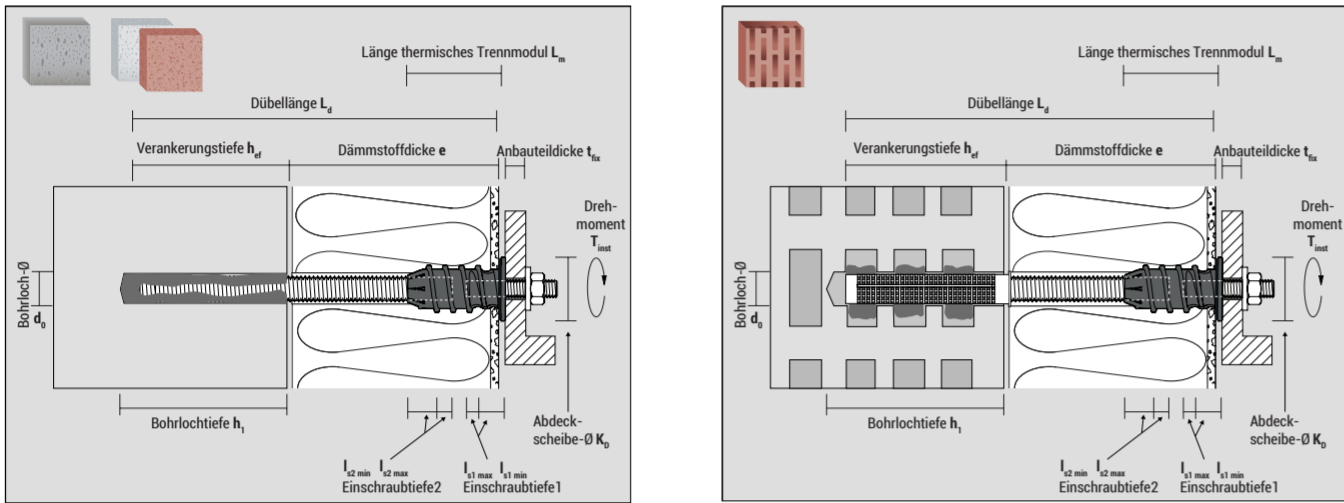 Länge thermisches Trennmodul Lm
Dübellänge Ld
Verankerungstiefe hef
Dämmstoffdicke e
Anbauteildicke tfix
Dreh-
moment
Tinst
Bohrloch-Ø
d0
Bohrlochtiefe h1
Abdeck-
scheibe-Ø KD
ls2 min ls2 max
Einschraubtiefe2
ls1 max ls1 min
Einschraubtiefe1
Länge thermisches Trennmodul Lm
Dübellänge Ld
Verankerungstiefe hef
Dämmstoffdicke e
Anbauteildicke tfix
Dreh-
moment
Tinst
Bohrloch-Ø
d0
Bohrlochtiefe h1
Abdeck-
scheibe-Ø KD
ls2 min ls2 max
Einschraubtiefe2
ls1 max ls1 min
Einschraubtiefe1